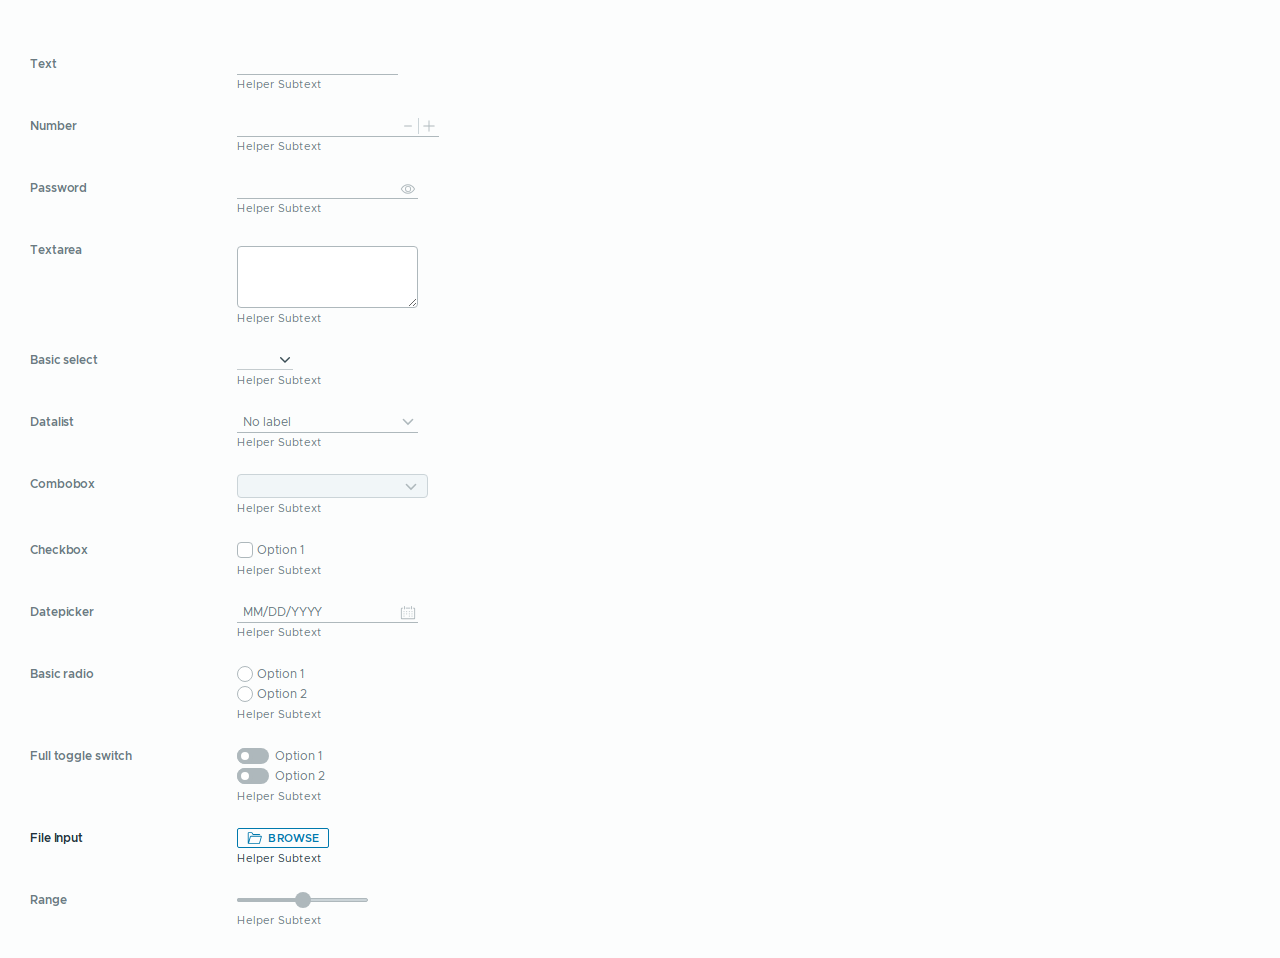 Text
Helper Subtext
Number
Helper Subtext
Password
Helper Subtext
Textarea
Helper Subtext
Basic select
Helper Subtext
Datalist
No label
Helper Subtext
Combobox
Helper Subtext
Checkbox
Option 1
Helper Subtext
Datepicker
MM/DD/YYYY
Helper Subtext
Basic radio
Option 1
Option 2
Helper Subtext
Full toggle switch
Option 1
Option 2
Helper Subtext
File Input
BROWSE
Helper Subtext
Range
Helper Subtext